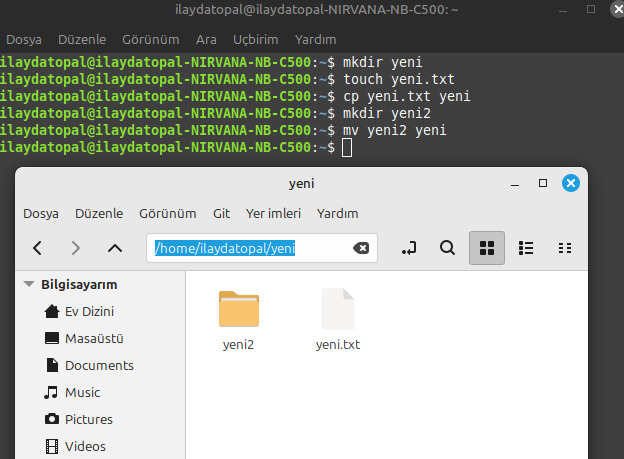 ilaydatopal@ilaydatopal-NIRVANA-NB-C500: ~
Dosya Düzenle Görünüm Ara Uçbirim Yardım
ilaydatopal@ilaydatopal-NIRVANA-NB-C500:~$ mkdir yeni
ilaydatopal@ilaydatopal-NIRVANA-NB-C500:~$ touch yeni.txt
ilaydatopal@ilaydatopal-NIRVANA-NB-C500:~$ cp yeni.txt yeni
ilaydatopal@ilaydatopal-NIRVANA-NB-C500:~$ mkdir yeni2
ilaydatopal@ilaydatopal-NIRVANA-NB-C500:~$ mv yeni2 yeni
ilaydatopal@ilaydatopal-NIRVANA-NB-C500:~$
yeni
Dosya Düzenle Görünüm Git Yer imleri Yardım
/home/ilaydatopal/yeni
Bilgisayarım
Ev Dizini
Masaüstü
Documents
Music
Pictures
Videos
yeni2
yeni.txt